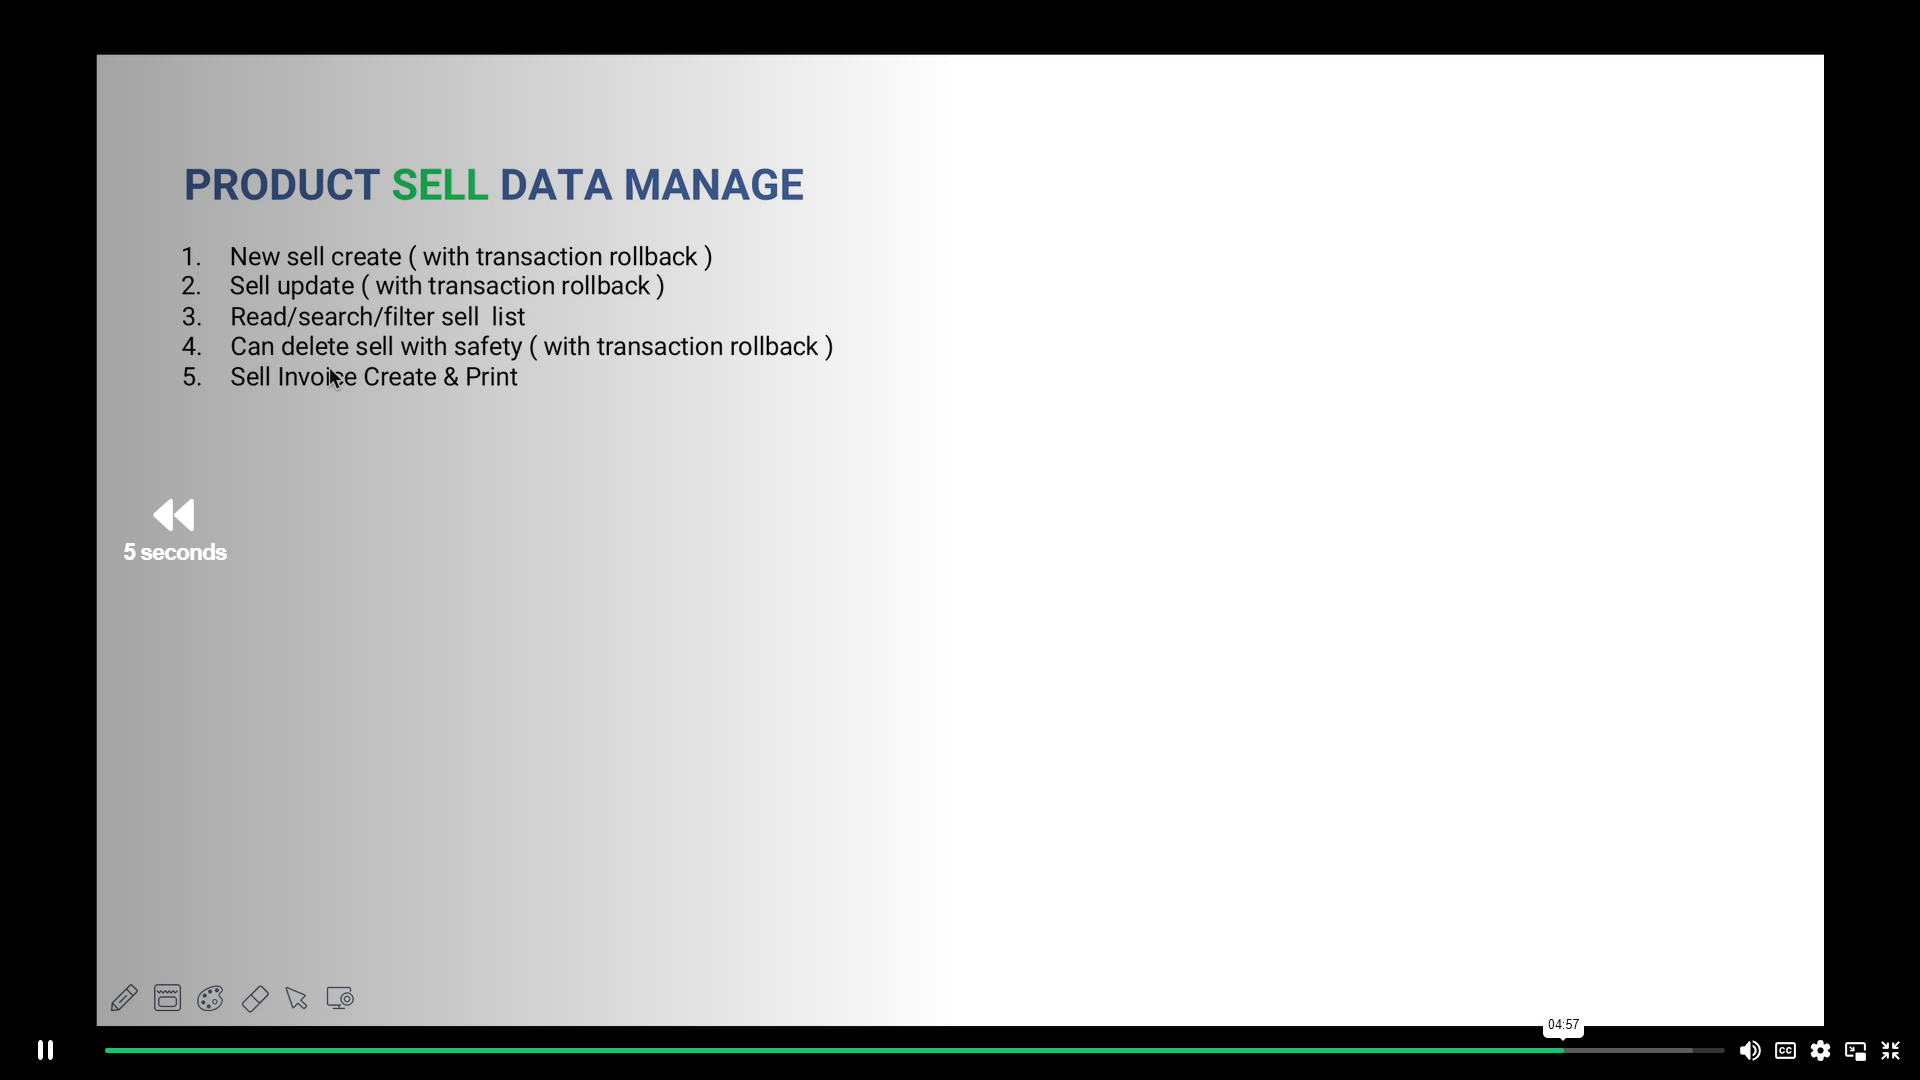 PRODUCT SELL DATA MANAGE
1. New sell create ( with transaction rollback )
2. Sell update ( with transaction rollback )
3. Read/search/filter sell list
4. Can delete sell with safety ( with transaction rollback )
5. Sell Invoice Create & Print
5 seconds
04:57
CC